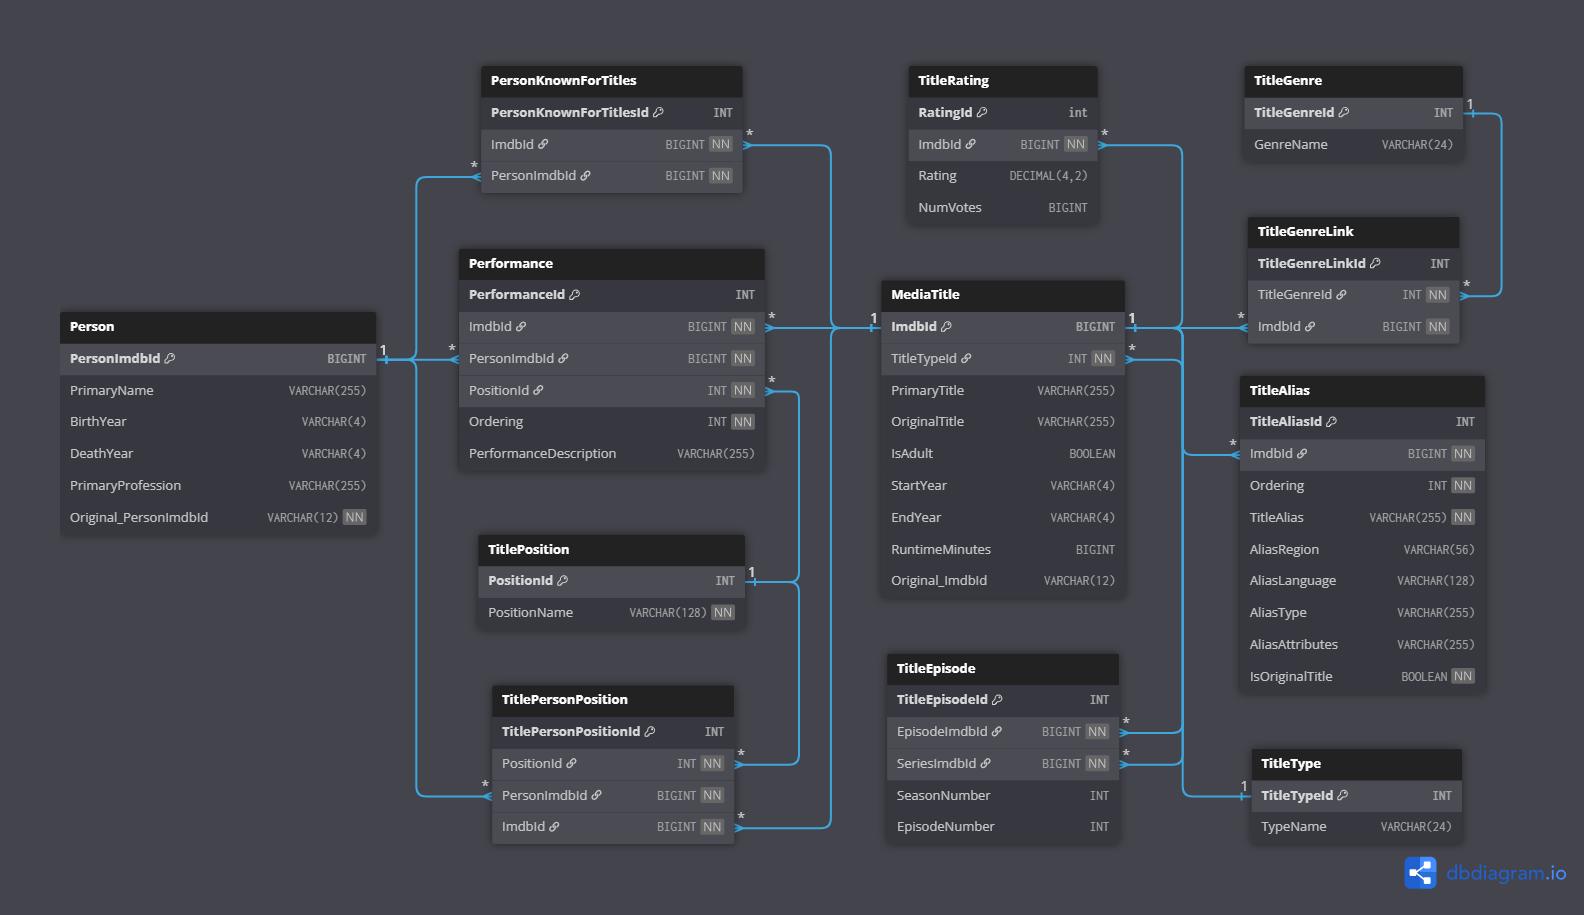 PersonKnownForTitles
PersonKnownForTitlesId INT
ImdbId BIGINT NN
PersonImdbId BIGINT NN
*
*
TitleRating
RatingId int
ImdbId BIGINT NN
Rating DECIMAL(4,2)
NumVotes BIGINT
*
TitleGenre
TitleGenreId INT
GenreName VARCHAR(24)
1
TitleGenreLink
TitleGenreLinkId INT
TitleGenreId INT NN
ImdbId BIGINT NN
*
*
Performance
PerformanceId INT
ImdbId BIGINT NN
PersonImdbId BIGINT NN
PositionId INT NN
Ordering INT NN
PerformanceDescription VARCHAR(255)
*
*
*
Person
PersonImdbId BIGINT
PrimaryName VARCHAR(255)
BirthYear VARCHAR(4)
DeathYear VARCHAR(4)
PrimaryProfession VARCHAR(255)
Original_PersonImdbId VARCHAR(12) NN
1
MediaTitle
ImdbId BIGINT
TitleTypeId INT NN
PrimaryTitle VARCHAR(255)
OriginalTitle VARCHAR(255)
IsAdult BOOLEAN
StartYear VARCHAR(4)
EndYear VARCHAR(4)
RuntimeMinutes BIGINT
Original_ImdbId VARCHAR(12)
1
1
*
TitleAlias
TitleAliasId INT
ImdbId BIGINT NN
Ordering INT NN
TitleAlias VARCHAR(255) NN
AliasRegion VARCHAR(56)
AliasLanguage VARCHAR(128)
AliasType VARCHAR(255)
AliasAttributes VARCHAR(255)
IsOriginalTitle BOOLEAN NN
*
TitlePosition
PositionId INT
PositionName VARCHAR(128) NN
1
TitlePersonPosition
TitlePersonPositionId INT
PositionId INT NN
PersonImdbId BIGINT NN
ImdbId BIGINT NN
*
*
*
TitleEpisode
TitleEpisodeId INT
EpisodeImdbId BIGINT NN
SeriesImdbId BIGINT NN
SeasonNumber INT
EpisodeNumber INT
*
*
TitleType
TitleTypeId INT
TypeName VARCHAR(24)
1
dbdiagram.io